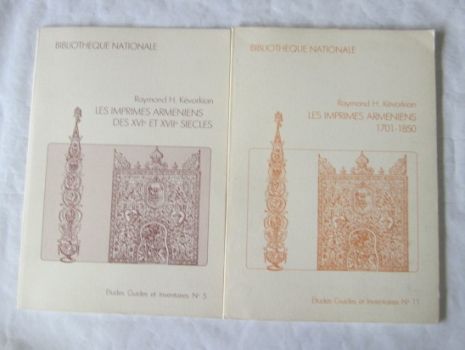 BIBLIOTHEQUE NATIONALE
Raymond H. Kévorkian
LES IMPRIMES ARMENIENS
DES XVIe ET XVIIe SIECLES
Etudes Guides et Inventaires N° 5
BIBLIOTHEQUE NATIONALE
Raymond H. Kévorkian
LES IMPRIMES ARMENIENS
1701-1850
Etudes Guides et Inventaires N° 11